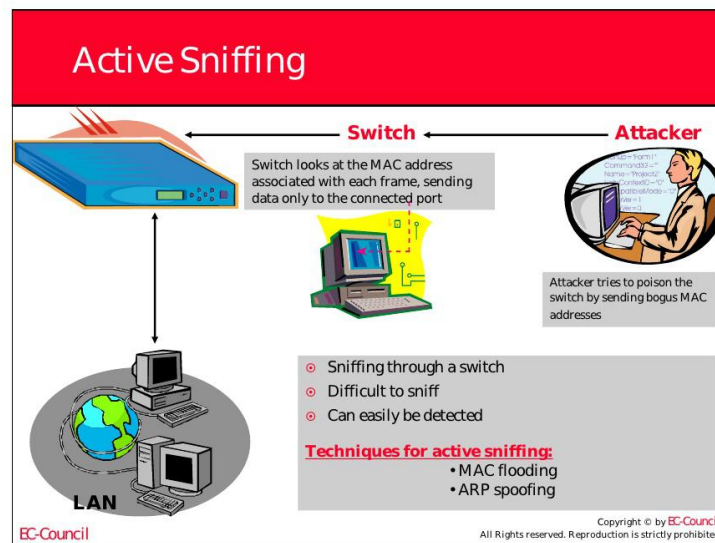 Active Sniffing
Switch
Attacker
Switch looks at the MAC address
associated with each frame, sending
data only to the connected port
Attacker tries to poison the
switch by sending bogus MAC
addresses
Sniffing through a switch
Difficult to sniff
Can easily be detected
Techniques for active sniffing:
• MAC flooding
• ARP spoofing
LAN
EC-Council
Copyright © by EC-Counci
All Rights reserved. Reproduction is strictly prohibite